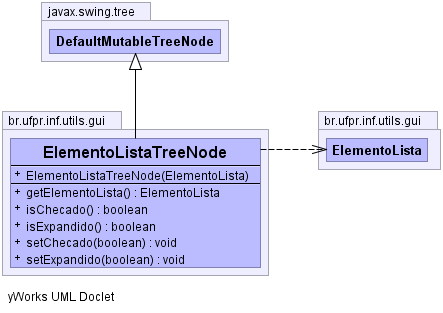 javax.swing.tree
DefaultMutableTreeNode
br.ufpr.inf.utils.gui
ElementoListaTreeNode
+ ElementoListaTreeNode(ElementoLista)
+ getElementoLista() : ElementoLista
+ isChecado() : boolean
+ isExpandido() : boolean
+ setChecado(boolean) : void
+ setExpandido(boolean) : void
br.ufpr.inf.utils.gui
ElementoLista
yWorks UML Doclet